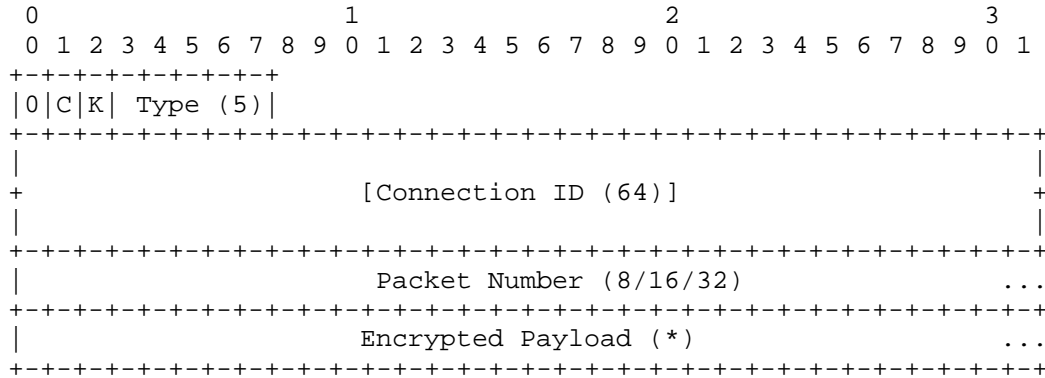 0                   1                   2                   3
 0 1 2 3 4 5 6 7 8 9 0 1 2 3 4 5 6 7 8 9 0 1 2 3 4 5 6 7 8 9 0 1
+-+-+-+-+-+-+-+-+
|0|C|K| Type (5)|
+-+-+-+-+-+-+-+-+-+-+-+-+-+-+-+-+-+-+-+-+-+-+-+-+-+-+-+-+-+-+-+-+
|                                                               |
+                     [Connection ID (64)]                      +
|                                                               |
+-+-+-+-+-+-+-+-+-+-+-+-+-+-+-+-+-+-+-+-+-+-+-+-+-+-+-+-+-+-+-+-+
|                      Packet Number (8/16/32)                ...
+-+-+-+-+-+-+-+-+-+-+-+-+-+-+-+-+-+-+-+-+-+-+-+-+-+-+-+-+-+-+-+-+
|                     Encrypted Payload (*)                   ...
+-+-+-+-+-+-+-+-+-+-+-+-+-+-+-+-+-+-+-+-+-+-+-+-+-+-+-+-+-+-+-+-+